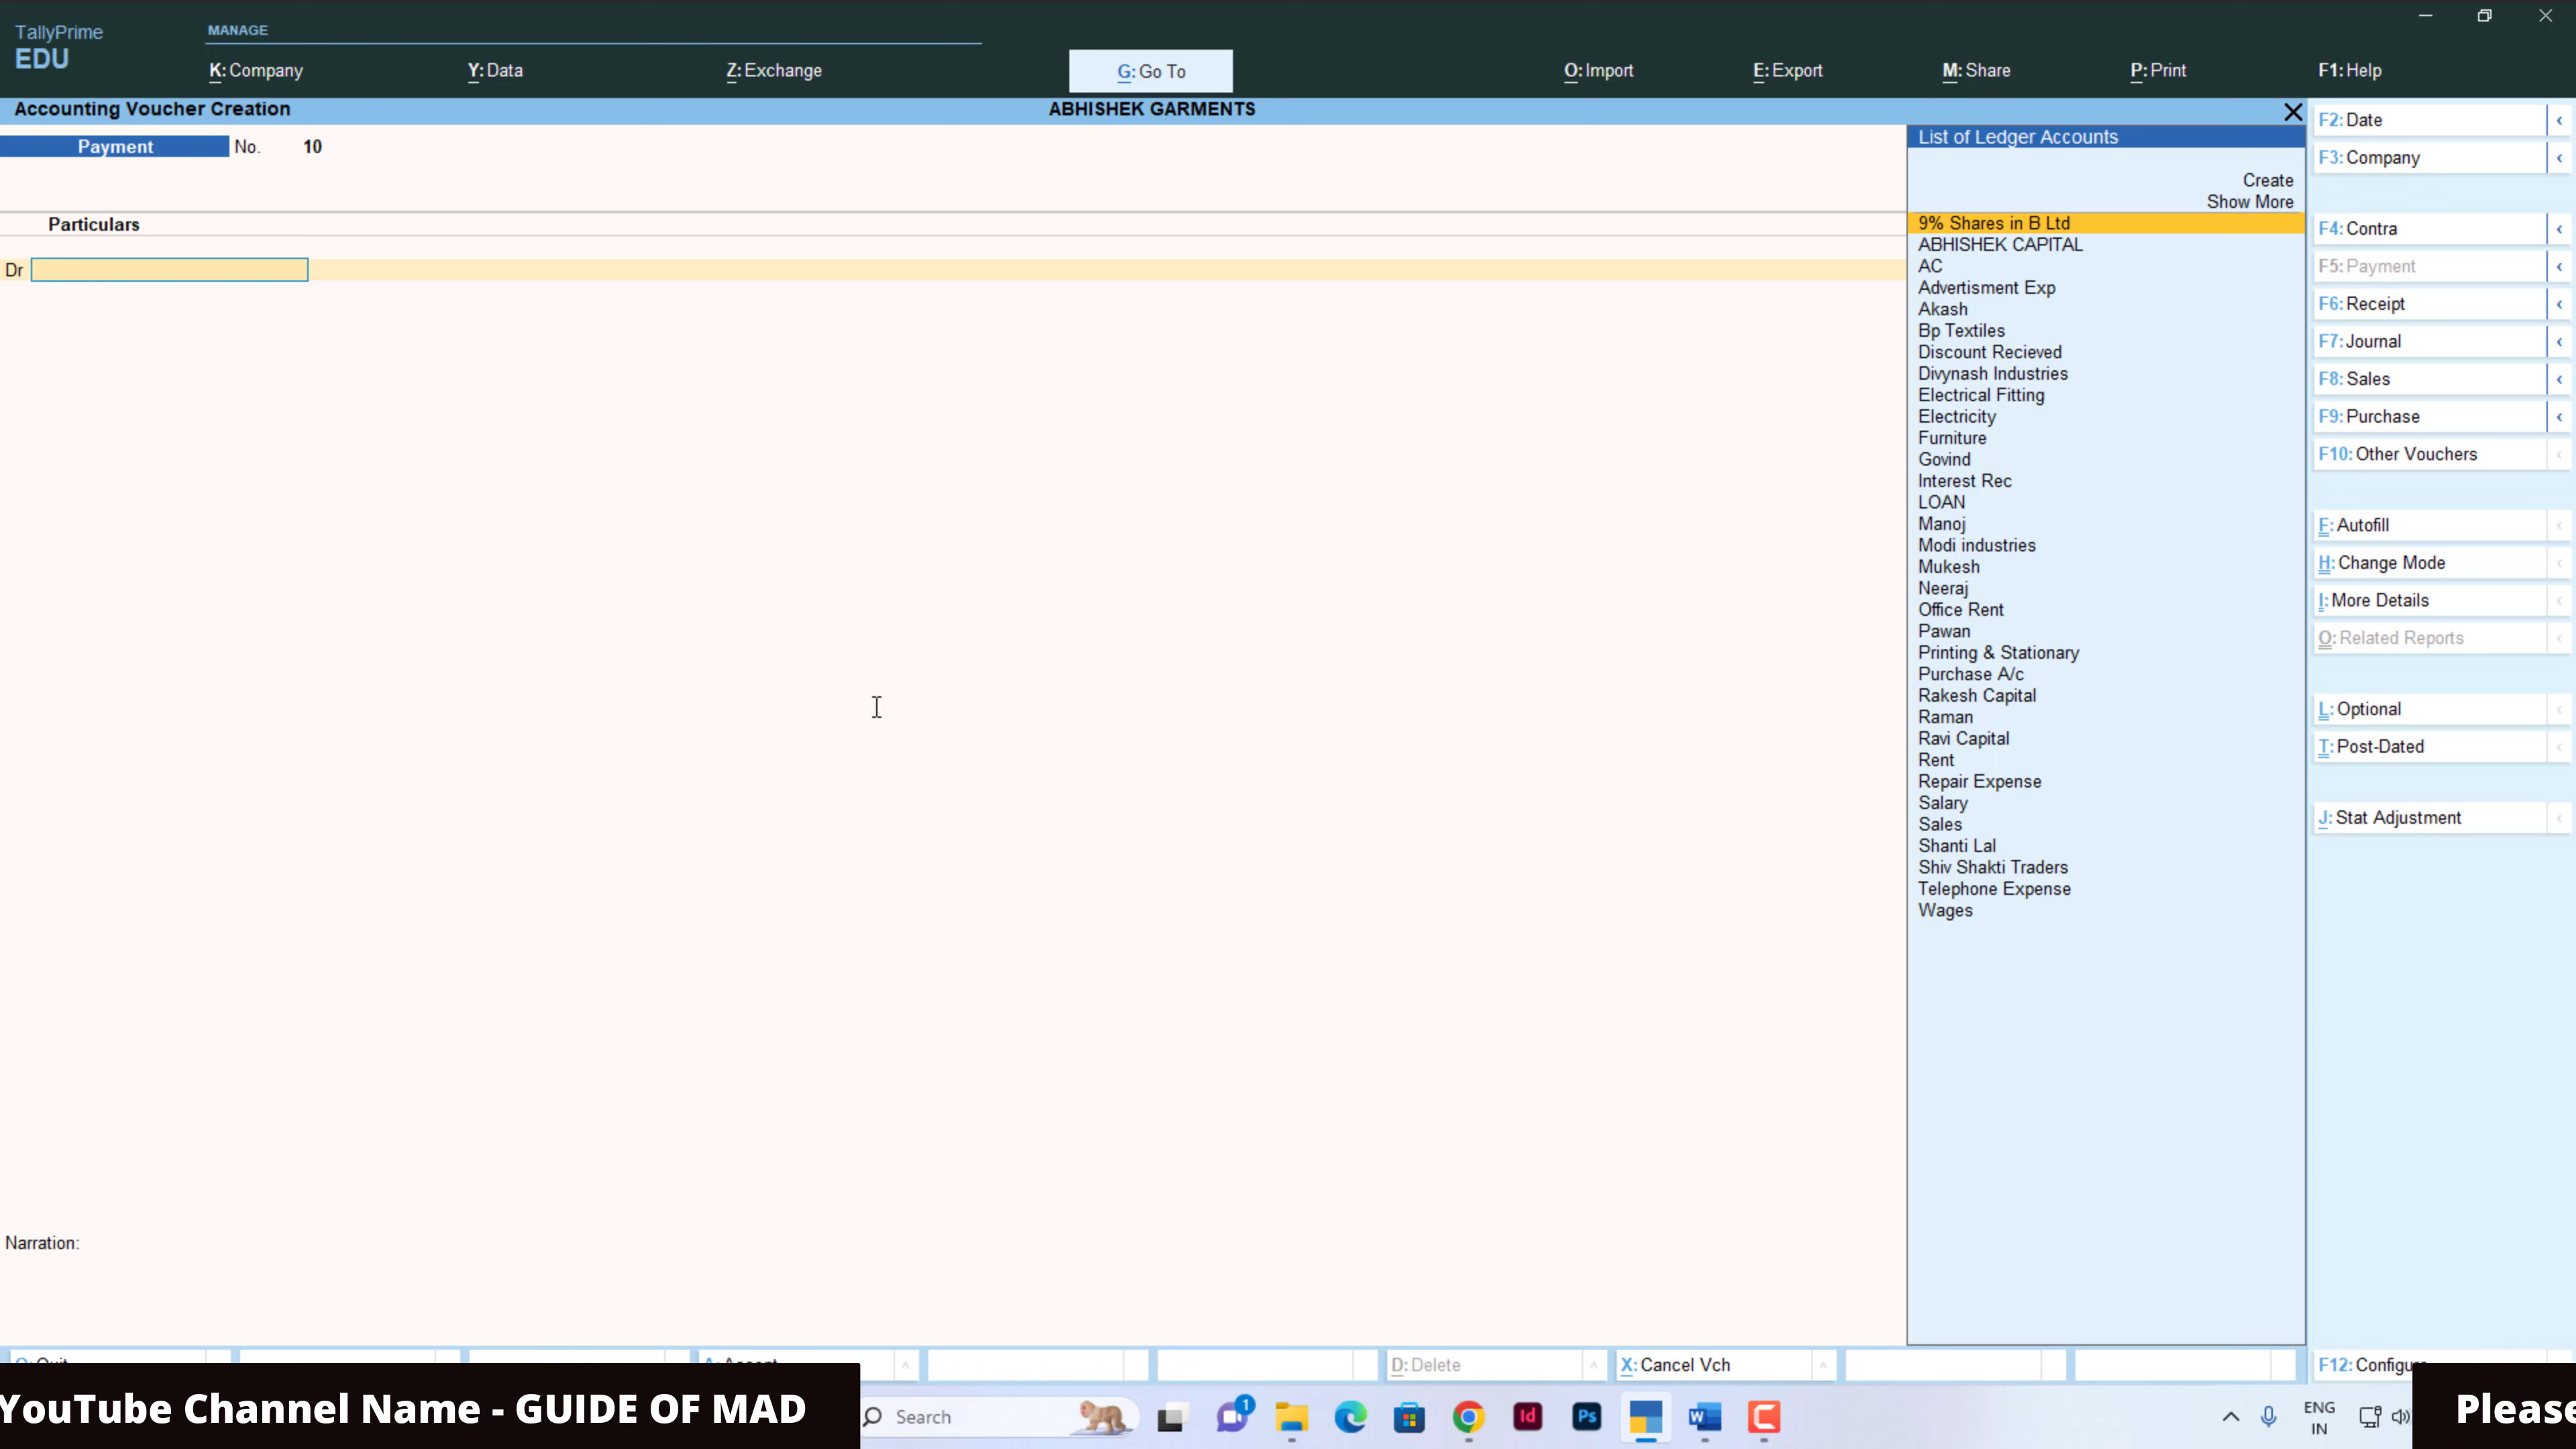 TallyPrime
EDU
MANAGE
K: Company
Y: Data
Z: Exchange
G: Go To
O: Import
E: Export
M: Share
P: Print
F1: Help
Accounting Voucher Creation
ABHISHEK GARMENTS
Payment No. 10
Particulars
Dr
List of Ledger Accounts
Create
Show More
9% Shares in B Ltd
ABHISHEK CAPITAL
AC
Advertisment Exp
Akash
Bp Textiles
Discount Recieved
Divynash Industries
Electrical Fitting
Electricity
Furniture
Govind
Interest Rec
LOAN
Manoj
Modi industries
Mukesh
Neeraj
Office Rent
Pawan
Printing & Stationary
Purchase A/c
Rakesh Capital
Raman
Ravi Capital
Rent
Repair Expense
Salary
Sales
Shanti Lal
Shiv Shakti Traders
Telephone Expense
Wages
F2: Date
F3: Company
F4: Contra
F5: Payment
F6: Receipt
F7: Journal
F8: Sales
F9: Purchase
F10: Other Vouchers
F: Autofill
H: Change Mode
I: More Details
O: Related Reports
L: Optional
T: Post-Dated
J: Stat Adjustment
Narration:
D: Delete
X: Cancel Vch
F12: Configure
YouTube Channel Name - GUIDE OF MAD
Search
1
Id
Ps
W
ENG
IN
Please